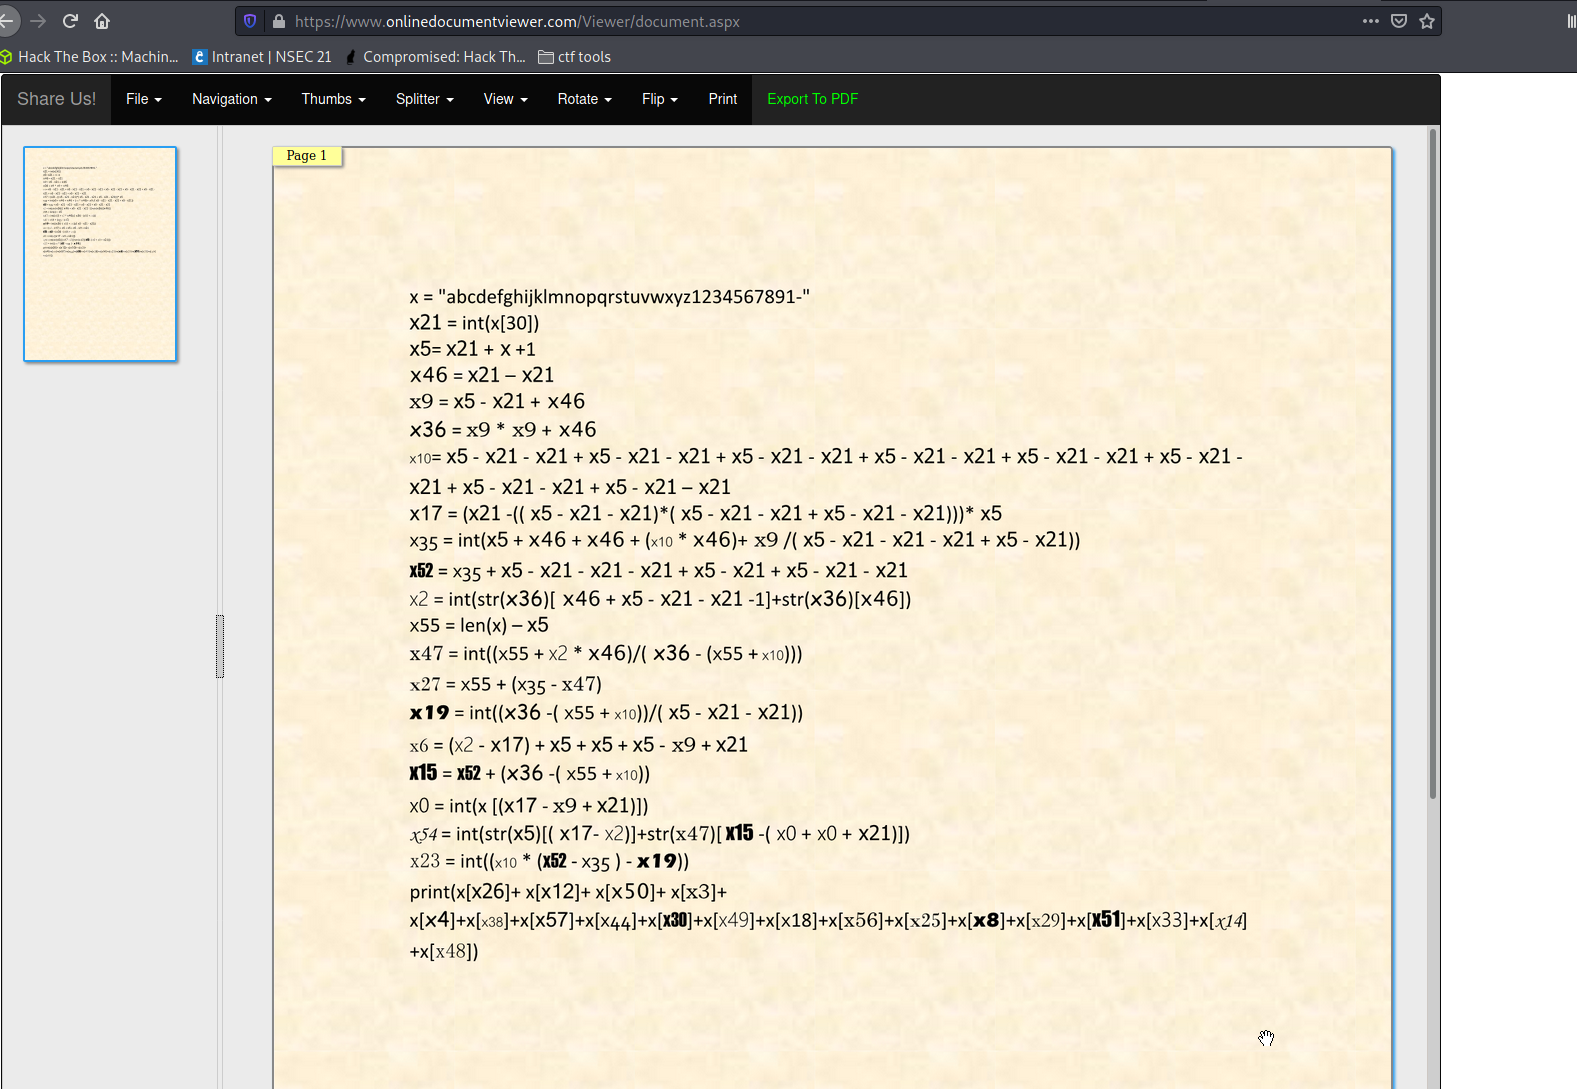 https://www.onlinedocumentviewer.com/Viewer/document.aspx
Hack The Box :: Machin... Intranet | NSEC 21 Compromised: Hack Th... ctf tools
Share Us! File Navigation Thumbs Splitter View Rotate Flip Print Export To PDF
Page 1
x = "abcdefghijklmnopqrstuvwxyz1234567891-"
x21 = int(x[30])
x5= x21 + x +1
x46 = x21 – x21
x9 = x5 - x21 + x46
x36 = x9 * x9 + x46
x10= x5 - x21 - x21 + x5 - x21 - x21 + x5 - x21 - x21 + x5 - x21 - x21 + x5 - x21 - x21 + x5 - x21 -
x21 + x5 - x21 - x21 + x5 - x21 – x21
x17 = (x21 -(( x5 - x21 - x21)*( x5 - x21 - x21 + x5 - x21 - x21)))* x5
x35 = int(x5 + x46 + x46 + (x10 * x46)+ x9 /( x5 - x21 - x21 - x21 + x5 - x21))
x52 = x35 + x5 - x21 - x21 - x21 + x5 - x21 + x5 - x21 - x21
x2 = int(str(x36)[ x46 + x5 - x21 - x21 -1]+str(x36)[x46])
x55 = len(x) – x5
x47 = int((x55 + x2 * x46)/( x36 - (x55 + x10)))
x27 = x55 + (x35 - x47)
x19 = int((x36 -( x55 + x10))/( x5 - x21 - x21))
x6 = (x2 - x17) + x5 + x5 + x5 - x9 + x21
x15 = x52 + (x36 -( x55 + x10))
x0 = int(x [(x17 - x9 + x21)])
x54 = int(str(x5)[( x17- x2)]+str(x47)[ x15 -( x0 + x0 + x21)])
x23 = int((x10 * (x52 - x35 ) - x19))
print(x[x26]+ x[x12]+ x[x50]+ x[x3]+
x[x4]+x[x38]+x[x57]+x[x44]+x[x30]+x[x49]+x[x18]+x[x56]+x[x25]+x[x8]+x[x29]+x[x51]+x[x33]+x[x14]
+x[x48])